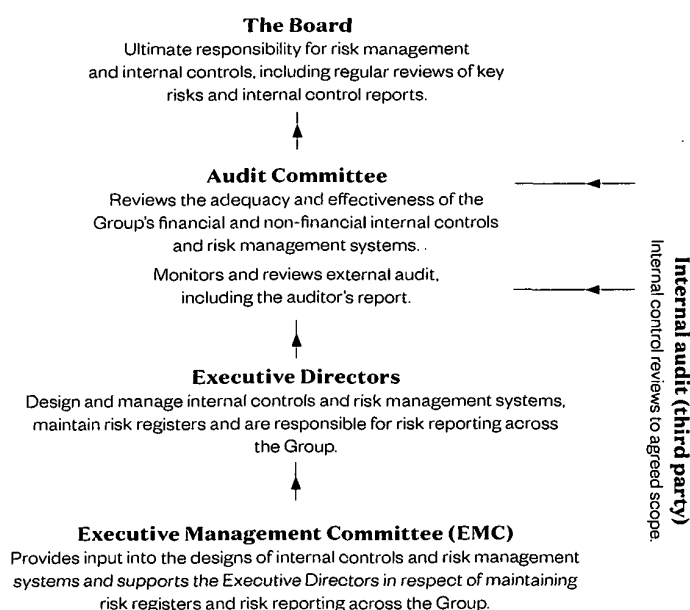 The Board
Ultimate responsibility for risk management
and internal controls, including regular reviews of key
risks and internal control reports.
Audit Committee
Reviews the adequacy and effectiveness of the
Group's financial and non-financial internal controls
and risk management systems. .
Monitors and reviews external audit,
including the auditor's report.
Executive Directors
Design and manage internal controls and risk management systems,
maintain risk registers and are responsible for risk reporting across
the Group.
Executive Management Committee (EMC)
Provides input into the designs of internal controls and risk management
systems and supports the Executive Directors in respect of maintaining
risk registers and risk reporting across the Group.
Internal audit (third party)
Internal control reviews to agreed scope.